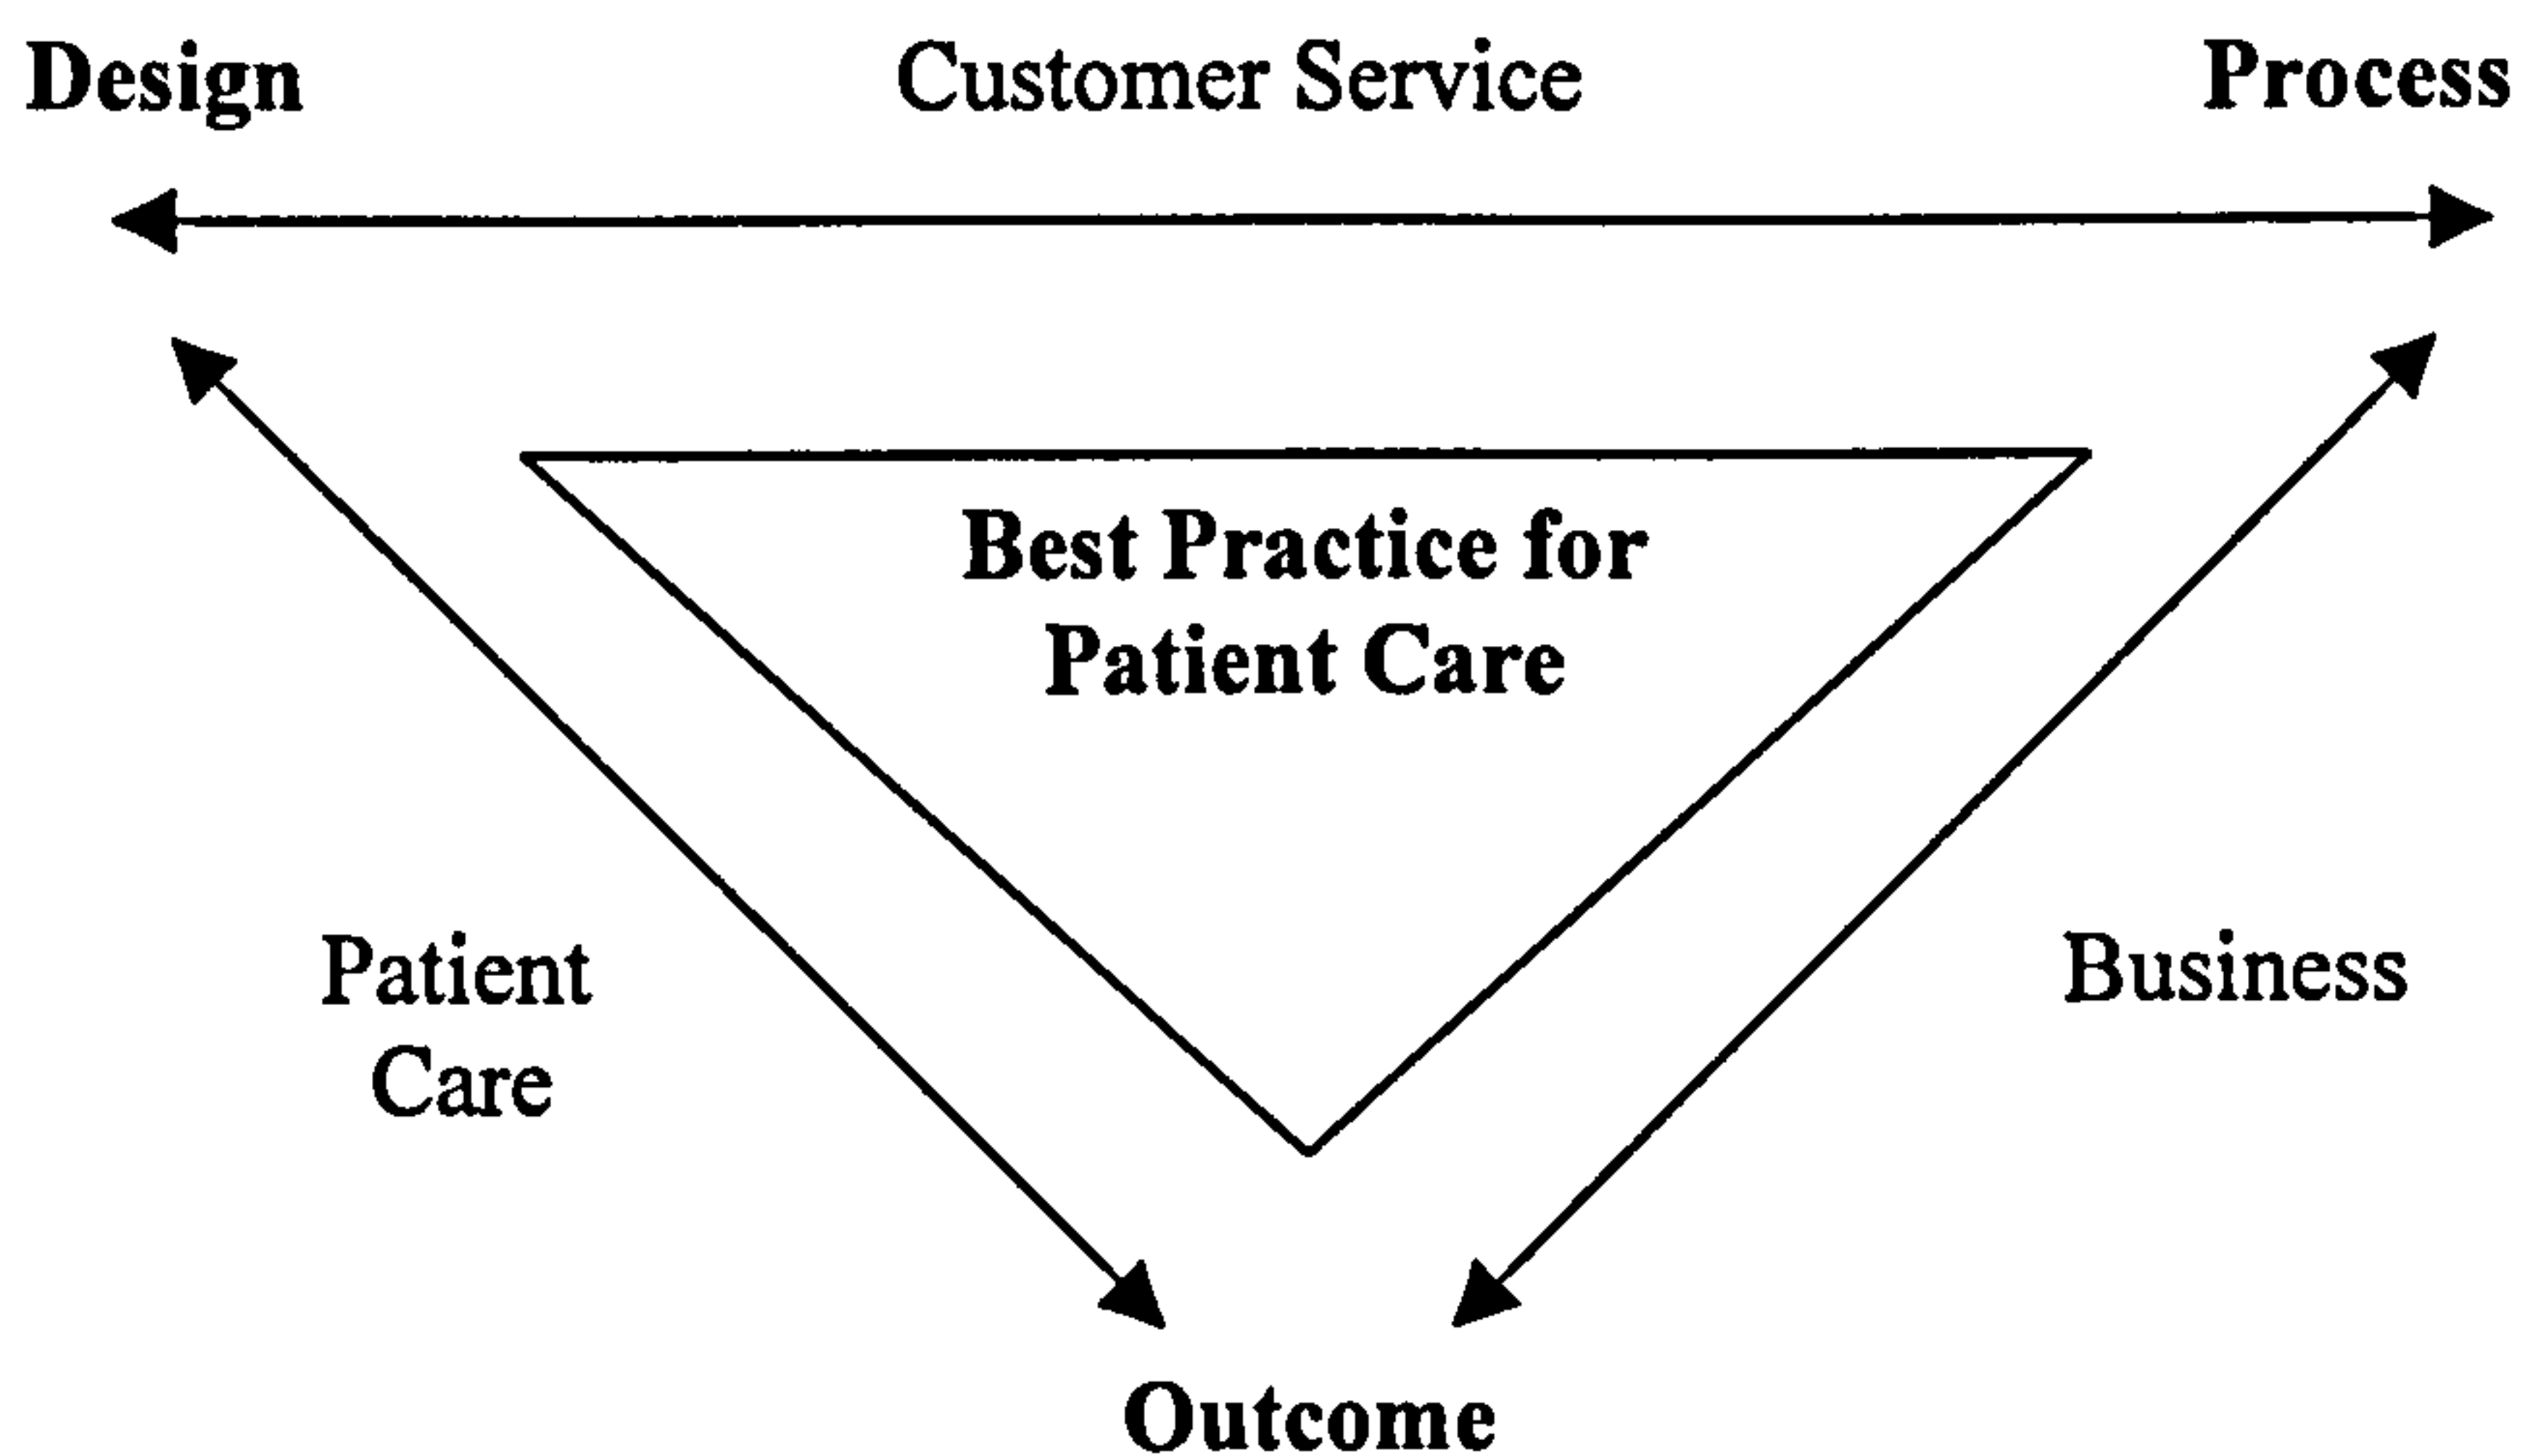 Design
Customer Service
Process
Best Practice for
Patient Care
Patient
Care
Business
Outcome